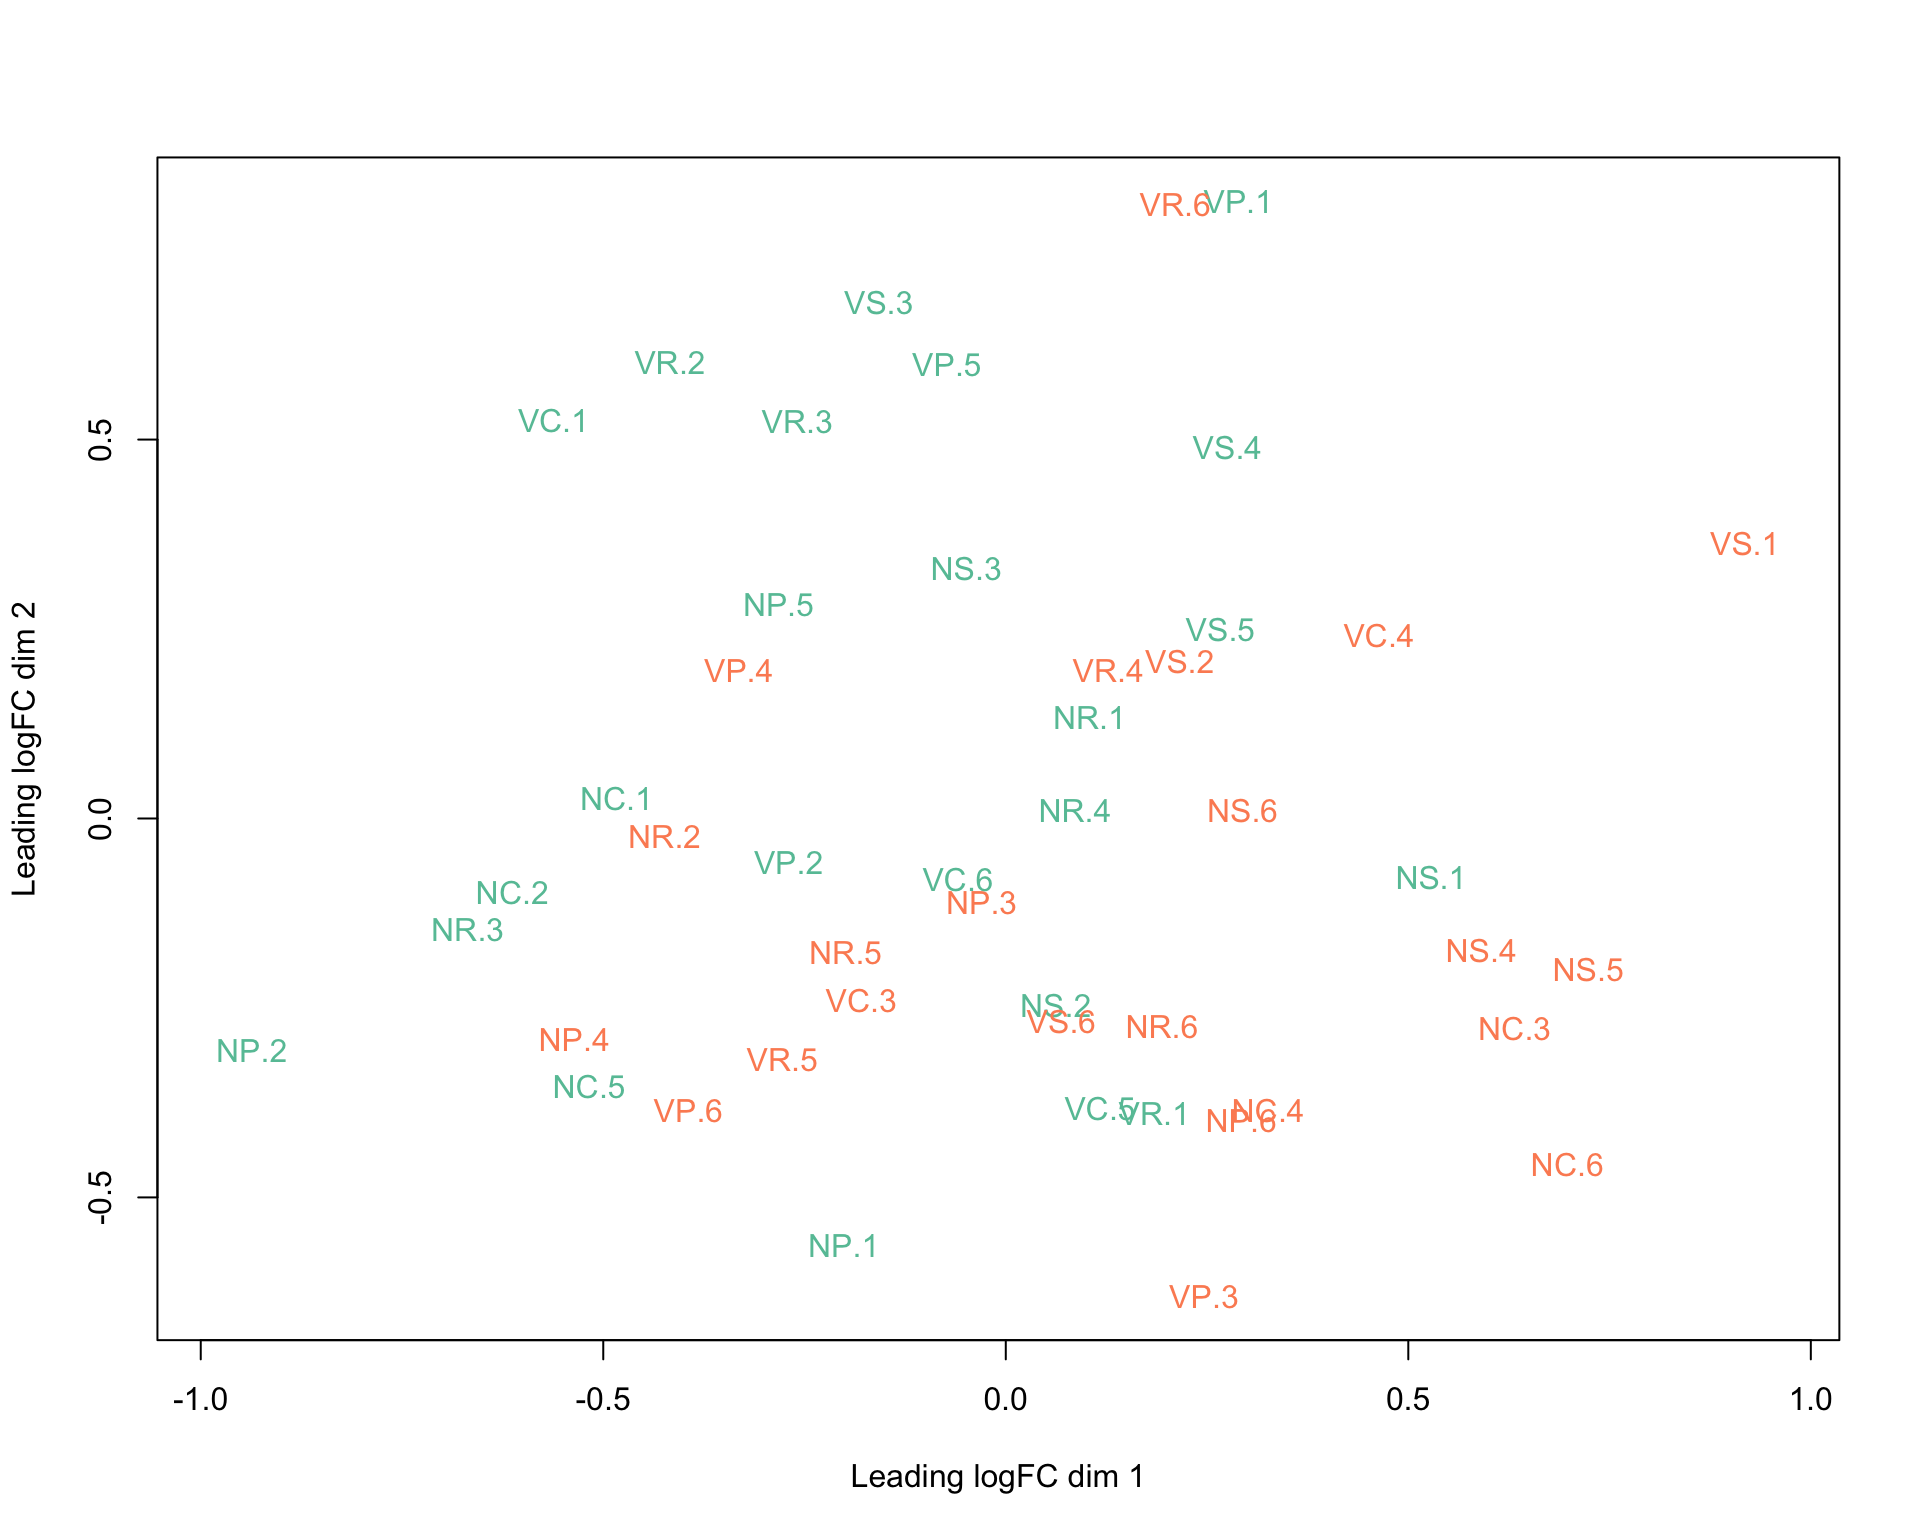 VR.6 VP.1
VS.3
VR.2 VP.5
VC.1 VR.3
VS.4
VS.1
NS.3
NP.5
VS.5 VC.4
VP.4 VR.4 VS.2
NR.1
NC.1 NR.4 NS.6
NR.2
VP.2
NC.2 VC.6 NS.1
NP.3
NR.3
NR.5 NS.4
NS.5
VC.3 NS.2
VS.6 NR.6 NC.3
NP.2 NP.4 VR.5
NC.5
VP.6 VC.5 VR.1 NP.6 NC.4
NC.6
NP.1
VP.3
0.5
0.0
-0.5
Leading logFC dim 2
-1.0 -0.5 0.0 0.5 1.0
Leading logFC dim 1